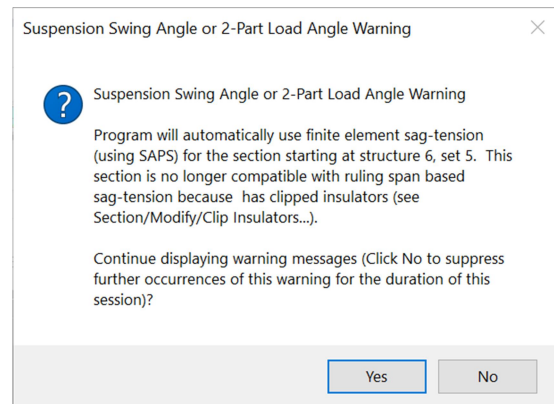 Suspension Swing Angle or 2-Part Load Angle Warning
Suspension Swing Angle or 2-Part Load Angle Warning
Program will automatically use finite element sag-tension
(using SAPS) for the section starting at structure 6, set 5.  This
section is no longer compatible with ruling span based
sag-tension because  has clipped insulators (see
Section/Modify/Clip Insulators...).
Continue displaying warning messages (Click No to suppress
further occurrences of this warning for the duration of this
session)?
Yes
No